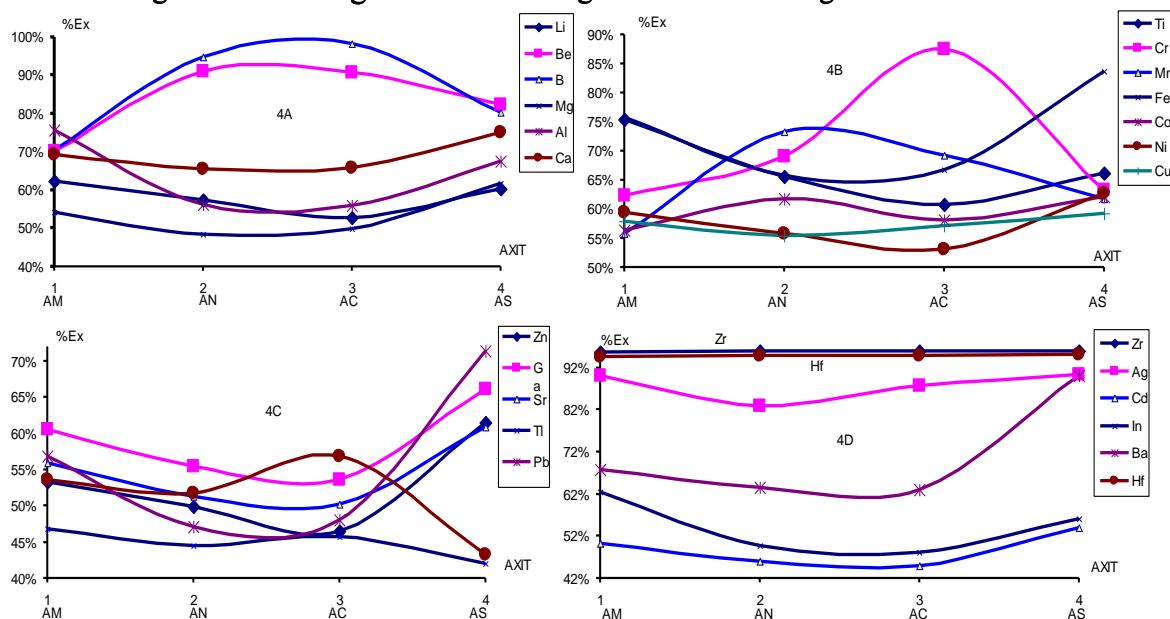 %Ex
100%
90%
80%
70%
60%
50%
40%
4A
AXIT
1
AM
2
AN
3
AC
4
AS
Li
Be
B
Mg
Al
Ca
90%
85%
80%
75%
70%
65%
60%
55%
50%
%Ex
4B
AXIT
1
AM
2
AN
3
AC
4
AS
Ti
Cr
Mn
Fe
Co
Ni
Cu
%Ex
70%
65%
60%
55%
50%
45%
40%
4C
AXIT
1
AM
2
AN
3
AC
4
AS
Zn
G
a
Sr
Tl
Pb
%Ex
Zr
Hf
92%
82%
72%
62%
52%
42%
4D
AXIT
1
AM
2
AN
3
AC
4
AS
Zr
Ag
Cd
In
Ba
Hf